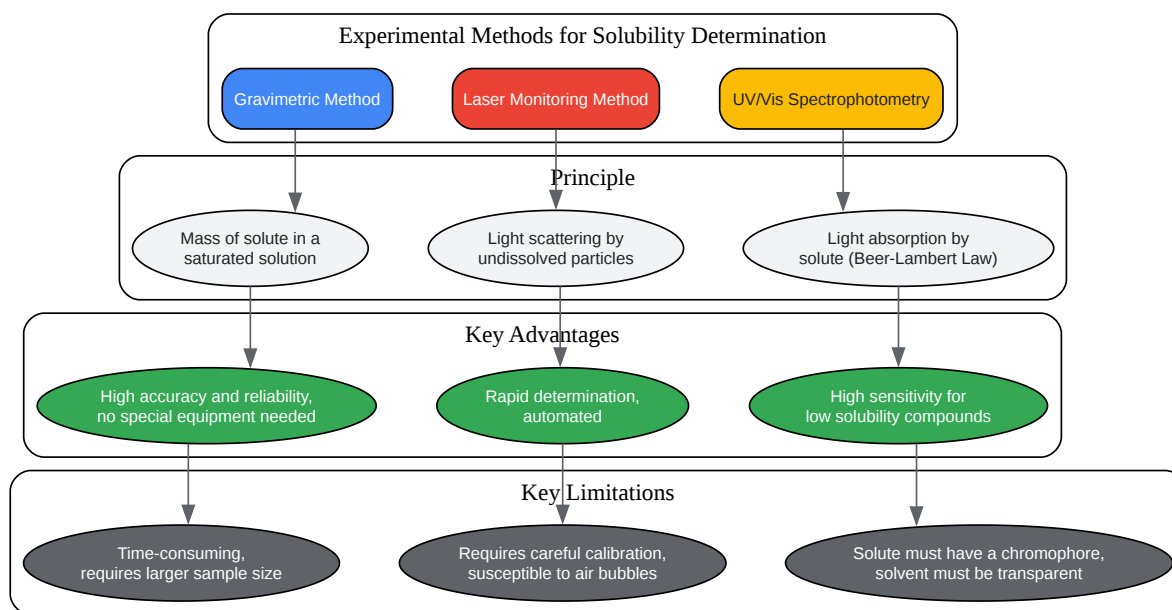 Experimental Methods for Solubility Determination
Gravimetric Method
Laser Monitoring Method
UV/Vis Spectrophotometry
Principle
Mass of solute in a
saturated solution
Light scattering by
undissolved particles
Light absorption by
solute (Beer-Lambert Law)
Key Advantages
High accuracy and reliability,
no special equipment needed
Rapid determination,
automated
High sensitivity for
low solubility compounds
Key Limitations
Time-consuming,
requires larger sample size
Requires careful calibration,
susceptible to air bubbles
Solute must have a chromophore,
solvent must be transparent